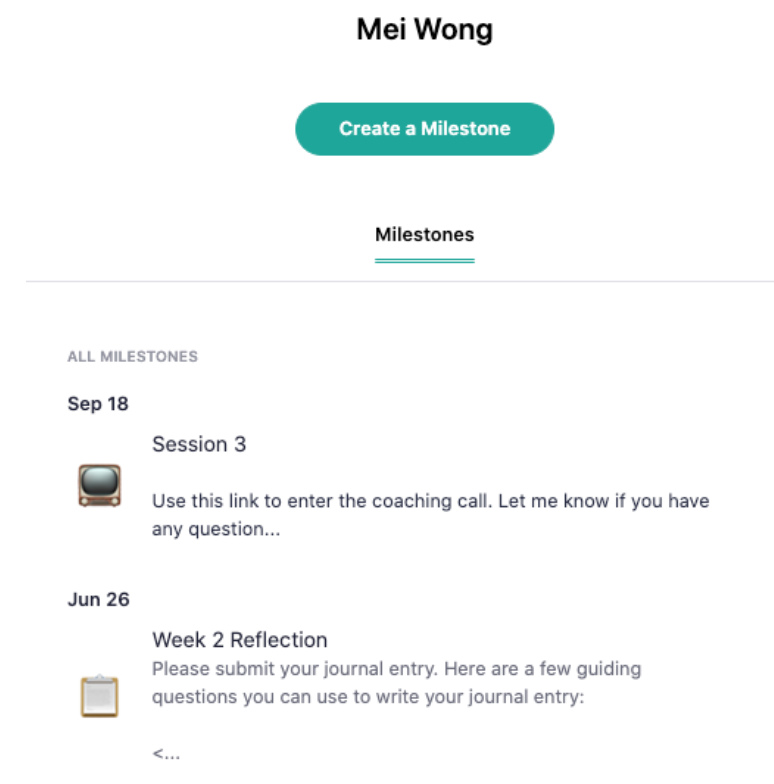 Mei Wong
Create a Milestone
Milestones
ALL MILESTONES
Sep 18
Session 3
Use this link to enter the coaching call. Let me know if you have
any question...
Jun 26
Week 2 Reflection
Please submit your journal entry. Here are a few guiding
questions you can use to write your journal entry:
<...